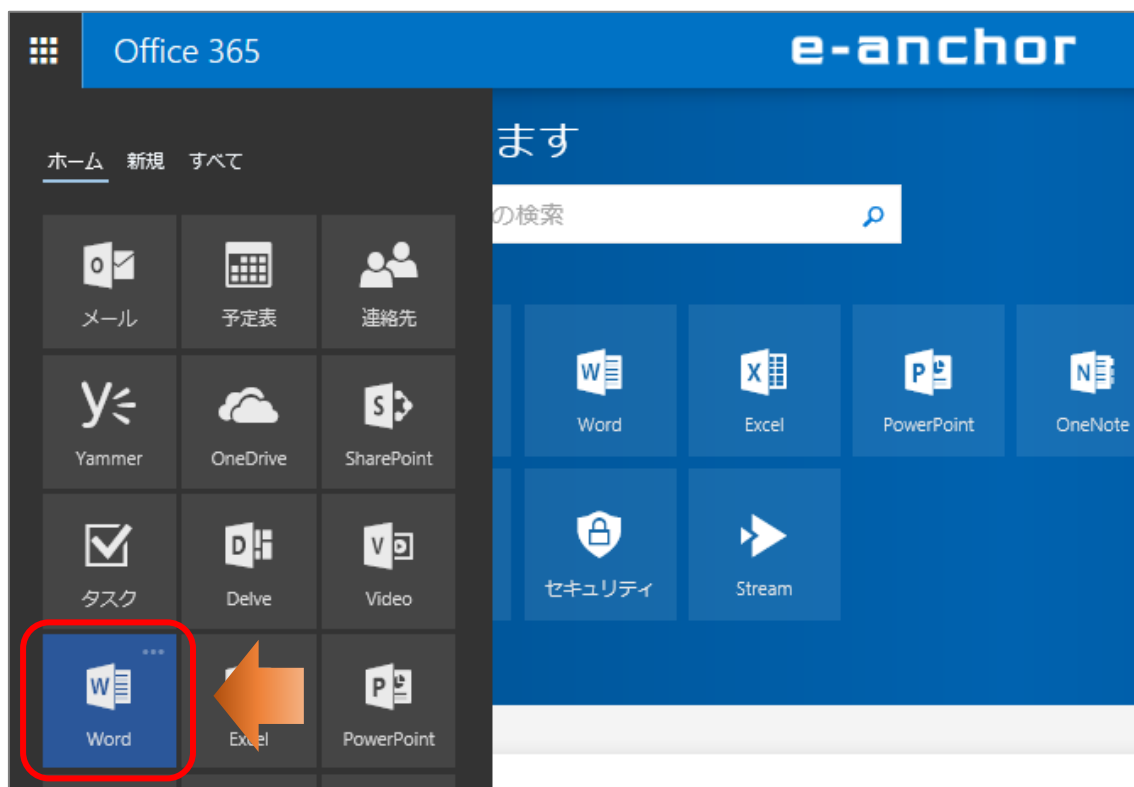 Office 365
e-anchor
ます
ホーム 新規 すべて
の検索
メール 予定表 連絡先
Word Excel PowerPoint OneNote
Yammer OneDrive SharePoint
セキュリティ Stream
タスク Delve Video
Word Excel PowerPoint